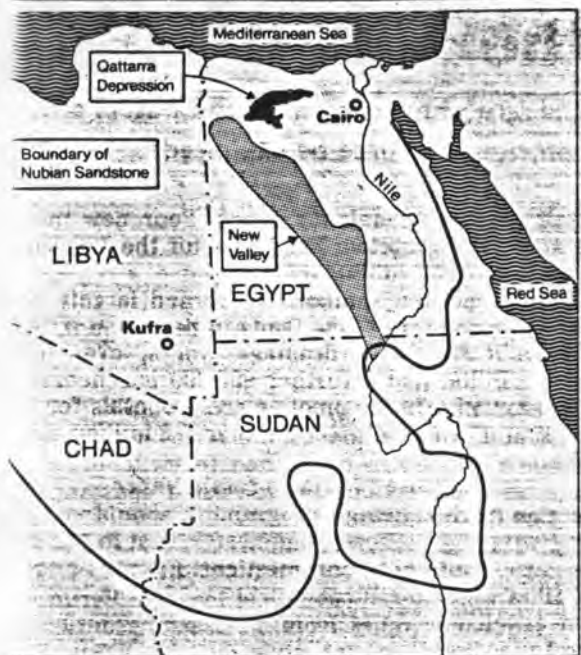 Mediterranean Sea
Qattarra
Depression
Cairo
Boundary of
Nubian Sandstone
Nile
New
Valley
LIBYA
EGYPT
Red Sea
Kufra
SUDAN
CHAD